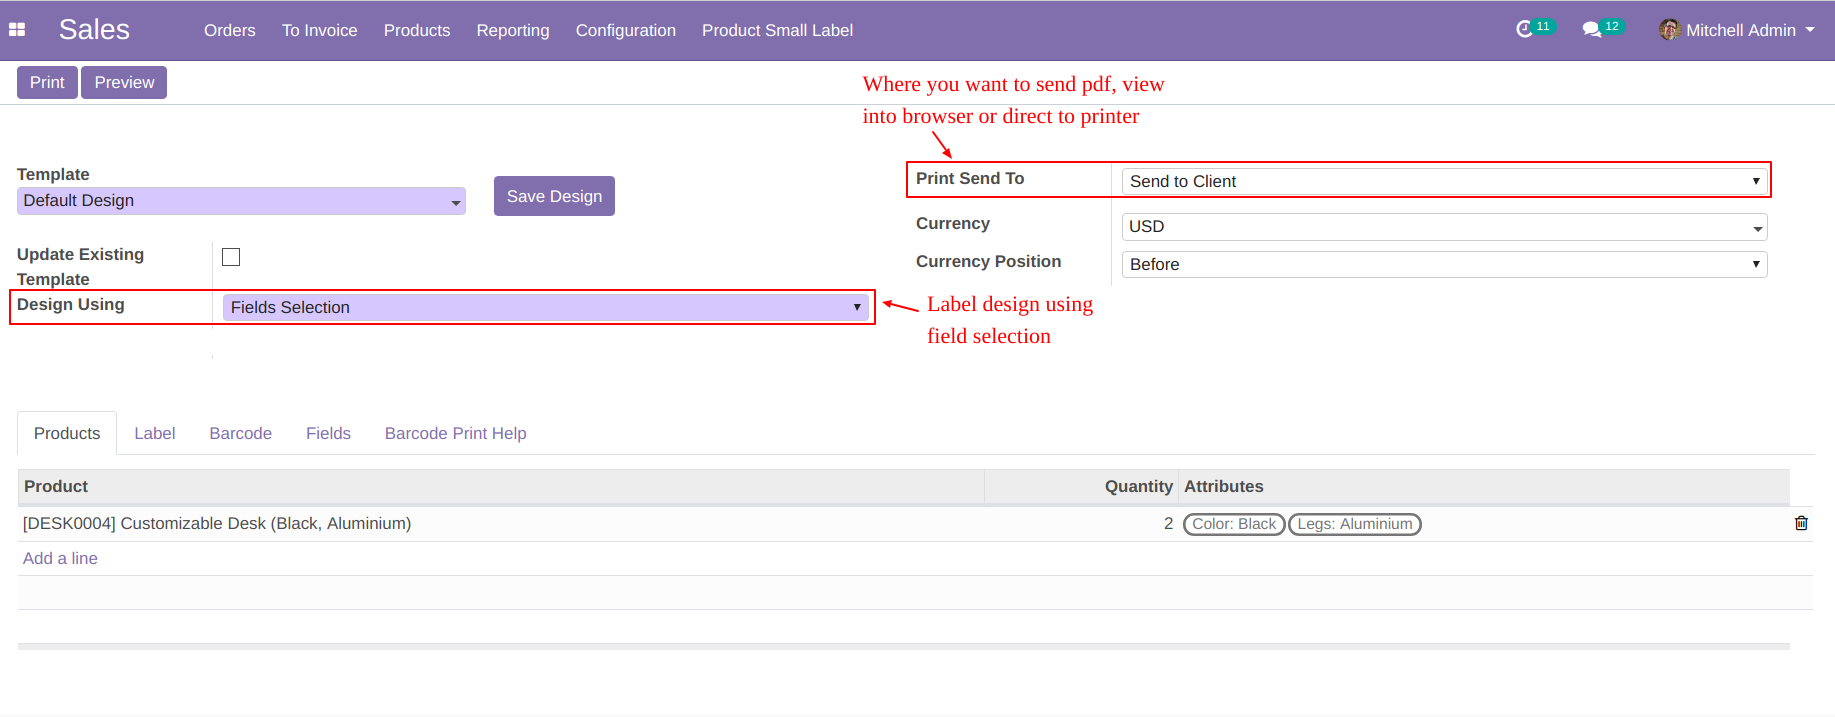 Sales Orders To Invoice Products Reporting Configuration Product Small Label 11 12 Mitchell Admin
Print Preview
Where you want to send pdf, view
into browser or direct to printer
Template
Default Design
Save Design
Print Send To Send to Client
Currency USD
Currency Position Before
Update Existing
Template
Design Using Fields Selection
Label design using
field selection
Products Label Barcode Fields Barcode Print Help
Product Quantity Attributes
[DESK0004] Customizable Desk (Black, Aluminium) 2 Color: Black Legs: Aluminium
Add a line